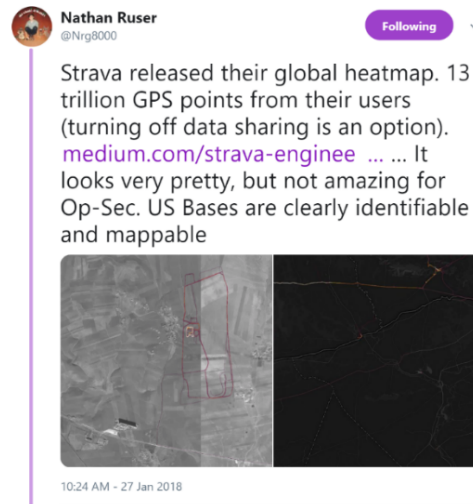 Nathan Ruser
@Nrg8000
Following
Strava released their global heatmap. 13
trillion GPS points from their users
(turning off data sharing is an option).
medium.com/strava-enginee ... ... It
looks very pretty, but not amazing for
Op-Sec. US Bases are clearly identifiable
and mappable
10:24 AM - 27 Jan 2018